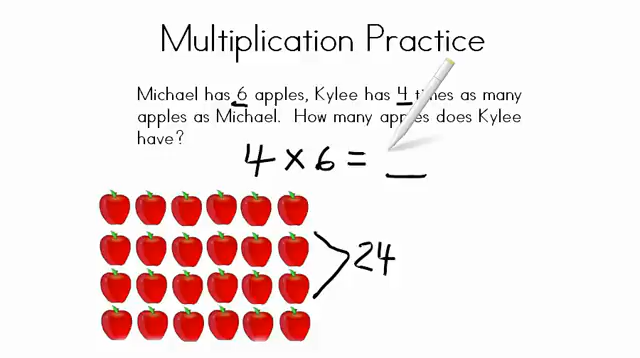 Multiplication Practice
Michael has 6 apples, Kylee has 4 times as many
apples as Michael. How many apples does Kylee
have?
4 × 6 = _
24